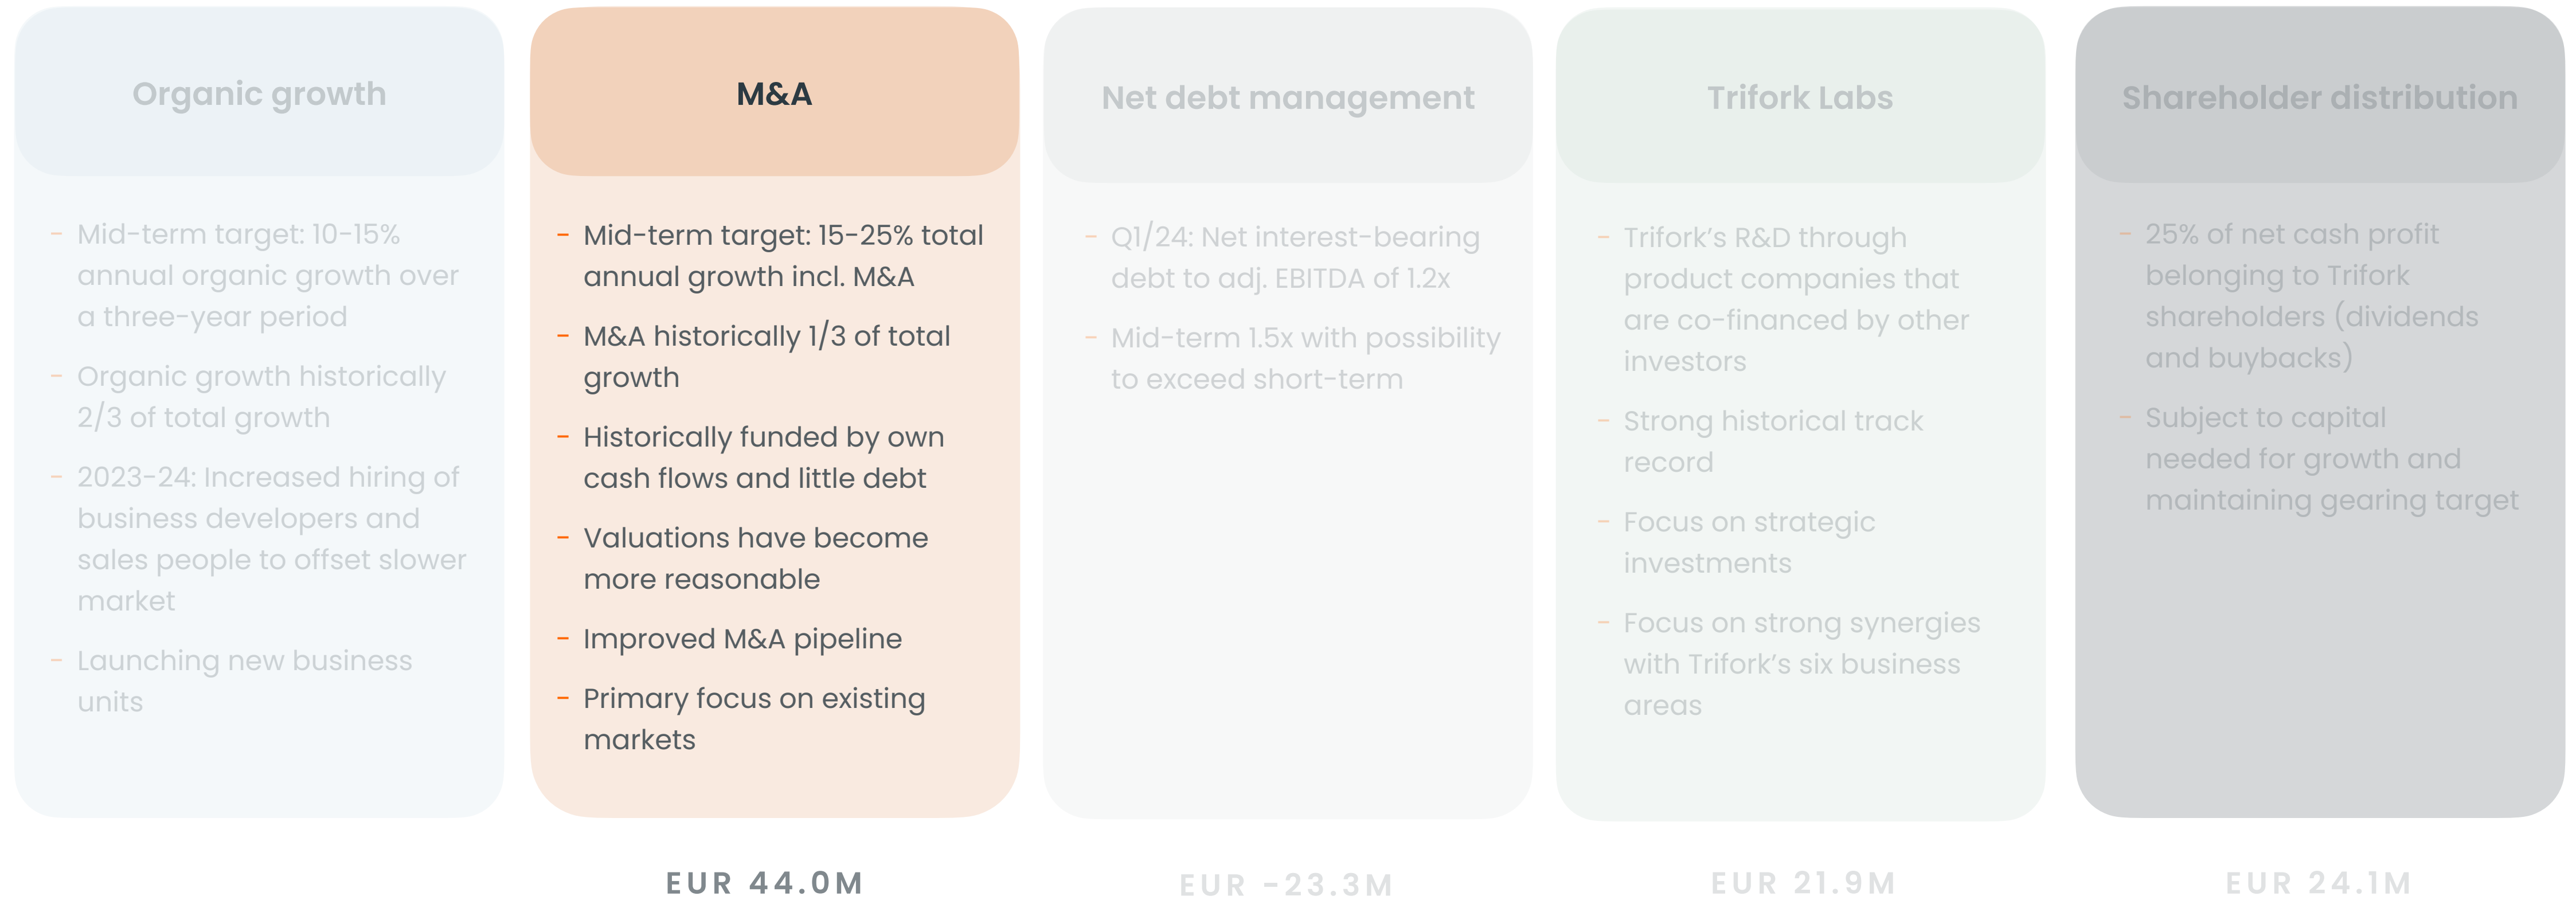 Organic growth
– Mid-term target: 10-15%
annual organic growth over
a three-year period
– Organic growth historically
2/3 of total growth
– 2023-24: Increased hiring of
business developers and
sales people to offset slower
market
– Launching new business
units
M&A
– Mid-term target: 15-25% total
annual growth incl. M&A
– M&A historically 1/3 of total
growth
– Historically funded by own
cash flows and little debt
– Valuations have become
more reasonable
– Improved M&A pipeline
– Primary focus on existing
markets
EUR 44.0M
Net debt management
– Q1/24: Net interest-bearing
debt to adj. EBITDA of 1.2x
– Mid-term 1.5x with possibility
to exceed short-term
EUR -23.3M
Trifork Labs
– Trifork’s R&D through
product companies that
are co-financed by other
investors
– Strong historical track
record
– Focus on strategic
investments
– Focus on strong synergies
with Trifork’s six business
areas
EUR 21.9M
Shareholder distribution
– 25% of net cash profit
belonging to Trifork
shareholders (dividends
and buybacks)
– Subject to capital
needed for growth and
maintaining gearing target
EUR 24.1M